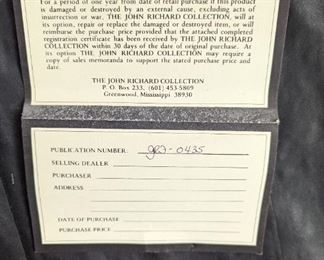 For a period of one year from date of retail purchase if this product
is damaged or destroyed by an external cause, excluding acts of
insurrection or war, THE JOHN RICHARD COLLECTION, will at
its option, repair or replace the damaged or destroyed item, or will
reimburse the purchase price provided that the attached completed
registration certificate has been received by THE JOHN RICHARD
COLLECTION within 30 days of the date of original purchase. At
its option THE JOHN RICHARD COLLECTION may require a
copy of sales memoranda to support the stated purchase price and
date.
THE JOHN RICHARD COLLECTION
P. O. Box 233, (601) 453-5809
Greenwood, Mississippi 38930
PUBLICATION NUMBER: -0435
SELLING DEALER
PURCHASER
ADDRESS
DATE OF PURCHASE
PURCHASE PRICE